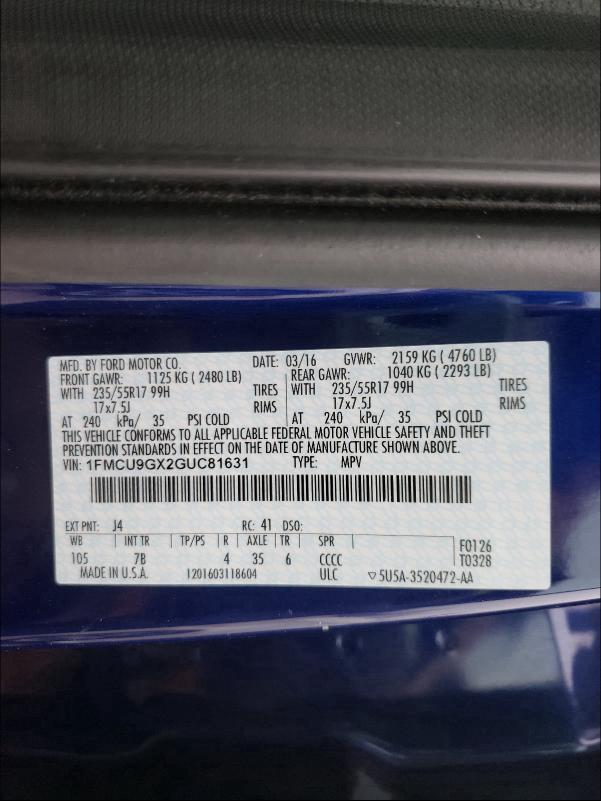 MFD. BY FORD MOTOR CO. DATE: 03/16 GVWR: 2159 KG ( 4760 LB)
FRONT GAWR: 1125 KG ( 2480 LB) REAR GAWR: 1040 KG ( 2293 LB)
WITH 235/55R17 99H TIRES WITH 235/55R17 99H TIRES
17x7.5J RIMS 17x7.5J RIMS
AT 240 kPa/ 35 PSI COLD AT 240 kPa/ 35 PSI COLD
THIS VEHICLE CONFORMS TO ALL APPLICABLE FEDERAL MOTOR VEHICLE SAFETY AND THEFT
PREVENTION STANDARDS IN EFFECT ON THE DATE OF MANUFACTURE SHOWN ABOVE.
VIN: 1FMCU9GX2GUC81631 TYPE: MPV
EXT PNT: J4 RC: 41 DSO:
WB INT TR TP/PS R AXLE TR SPR F0126
105 7B 4 35 6 CCCC T0328
MADE IN U.S.A. 1201603118604 ULC ▽5U5A-3520472-AA